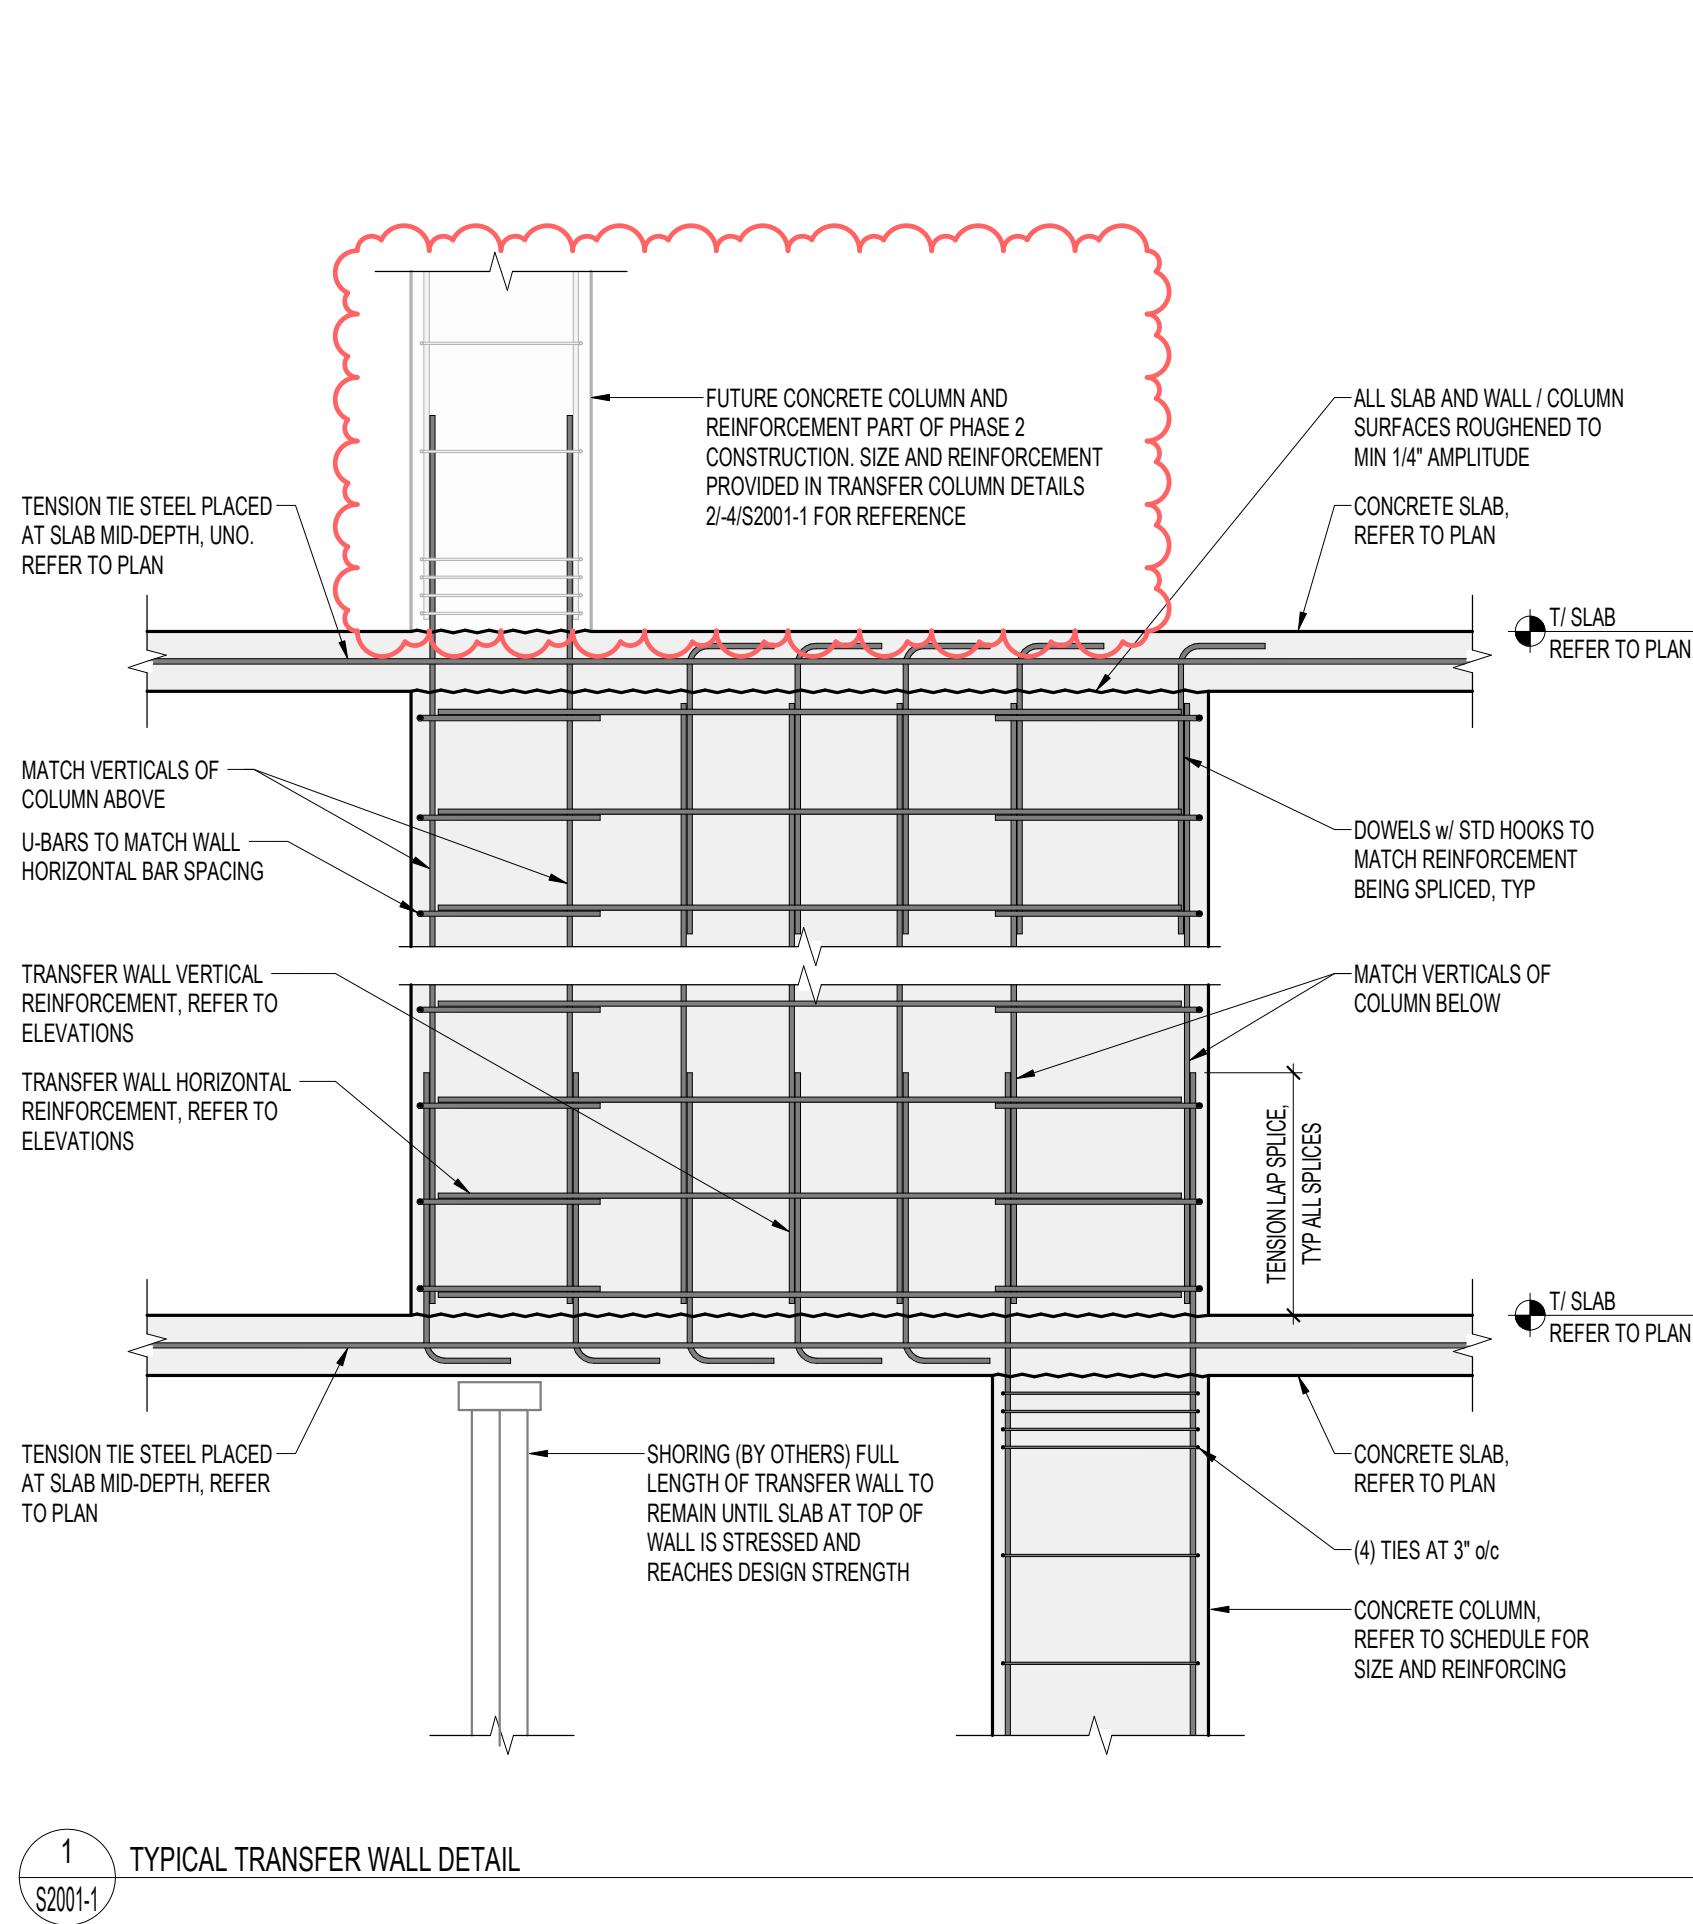 FUTURE CONCRETE COLUMN AND
REINFORCEMENT PART OF PHASE 2
CONSTRUCTION. SIZE AND REINFORCEMENT
PROVIDED IN TRANSFER COLUMN DETAILS
2/-4/S2001-1 FOR REFERENCE
ALL SLAB AND WALL / COLUMN
SURFACES ROUGHENED TO
MIN 1/4" AMPLITUDE
TENSION TIE STEEL PLACED
AT SLAB MID-DEPTH, UNO.
REFER TO PLAN
CONCRETE SLAB,
REFER TO PLAN
T/ SLAB
REFER TO PLAN
MATCH VERTICALS OF
COLUMN ABOVE
U-BARS TO MATCH WALL
HORIZONTAL BAR SPACING
DOWELS w/ STD HOOKS TO
MATCH REINFORCEMENT
BEING SPLICED, TYP
TRANSFER WALL VERTICAL
REINFORCEMENT, REFER TO
ELEVATIONS
MATCH VERTICALS OF
COLUMN BELOW
TRANSFER WALL HORIZONTAL
REINFORCEMENT, REFER TO
ELEVATIONS
TENSION LAP SPLICE,
TYP ALL SPLICES
T/ SLAB
REFER TO PLAN
TENSION TIE STEEL PLACED
AT SLAB MID-DEPTH, REFER
TO PLAN
SHORING (BY OTHERS) FULL
LENGTH OF TRANSFER WALL TO
REMAIN UNTIL SLAB AT TOP OF
WALL IS STRESSED AND
REACHES DESIGN STRENGTH
CONCRETE SLAB,
REFER TO PLAN
(4) TIES AT 3" o/c
CONCRETE COLUMN,
REFER TO SCHEDULE FOR
SIZE AND REINFORCING
1
S2001-1
TYPICAL TRANSFER WALL DETAIL